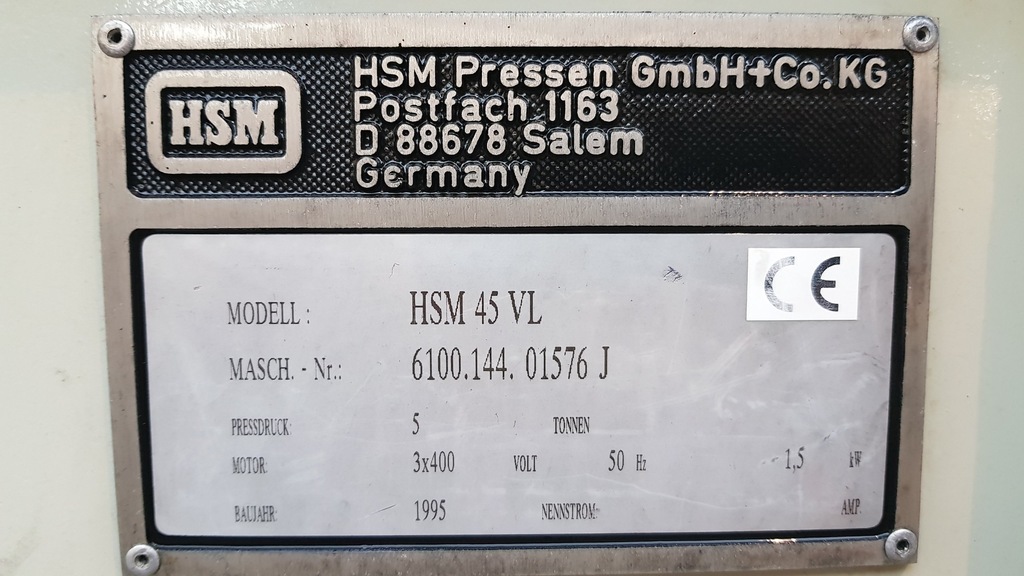 HSM
HSM Pressen GmbH+Co.KG
Postfach 1163
D 88678 Salem
Germany
CE
MODELL : HSM 45 VL
MASCH. - Nr.: 6100.144. 01576 J
PRESSDRUCK: 5 TONNEN
MOTOR: 3x400 VOLT 50 Hz 1,5 kW
BAUJAHR: 1995 NENNSTROM: AMP.